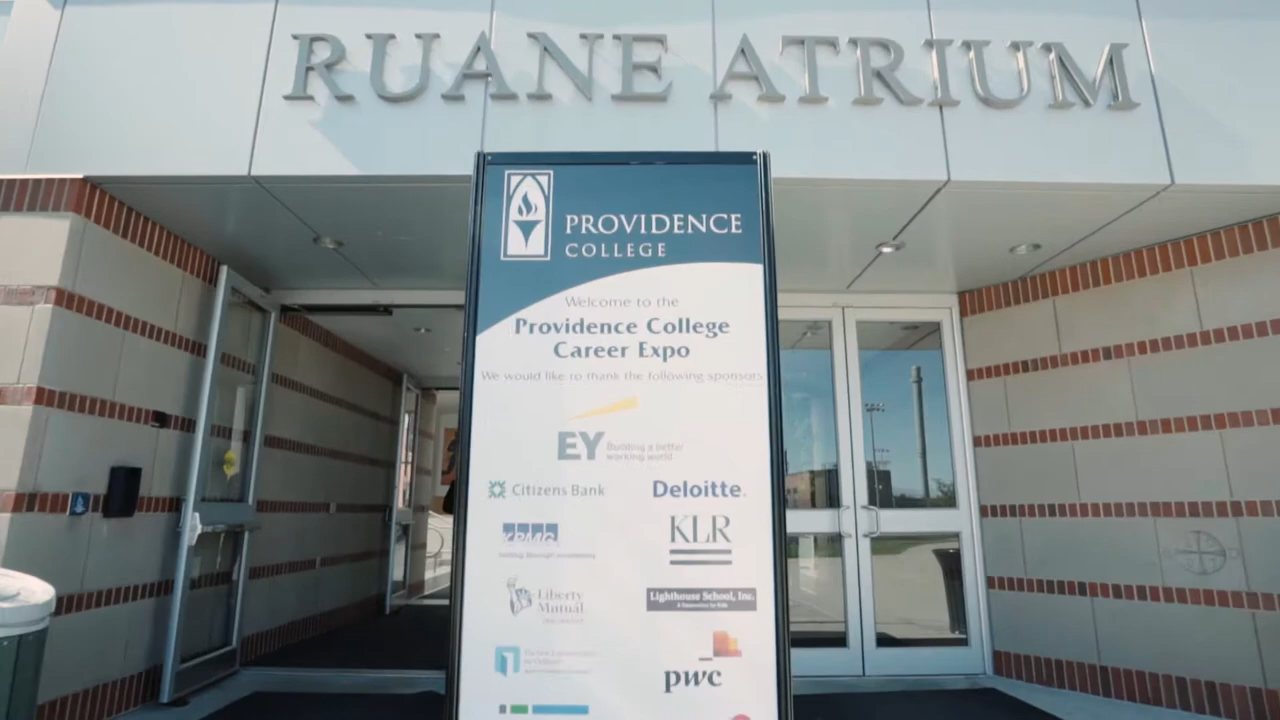 RUANE ATRIUM
PROVIDENCE
COLLEGE
Welcome to the
Providence College
Career Expo
We would like to thank the following sponsors
EY Building a better
working world
Citizens Bank
Deloitte.
KPMG
KLR
Liberty
Mutual
Lighthouse School, Inc.
pwc